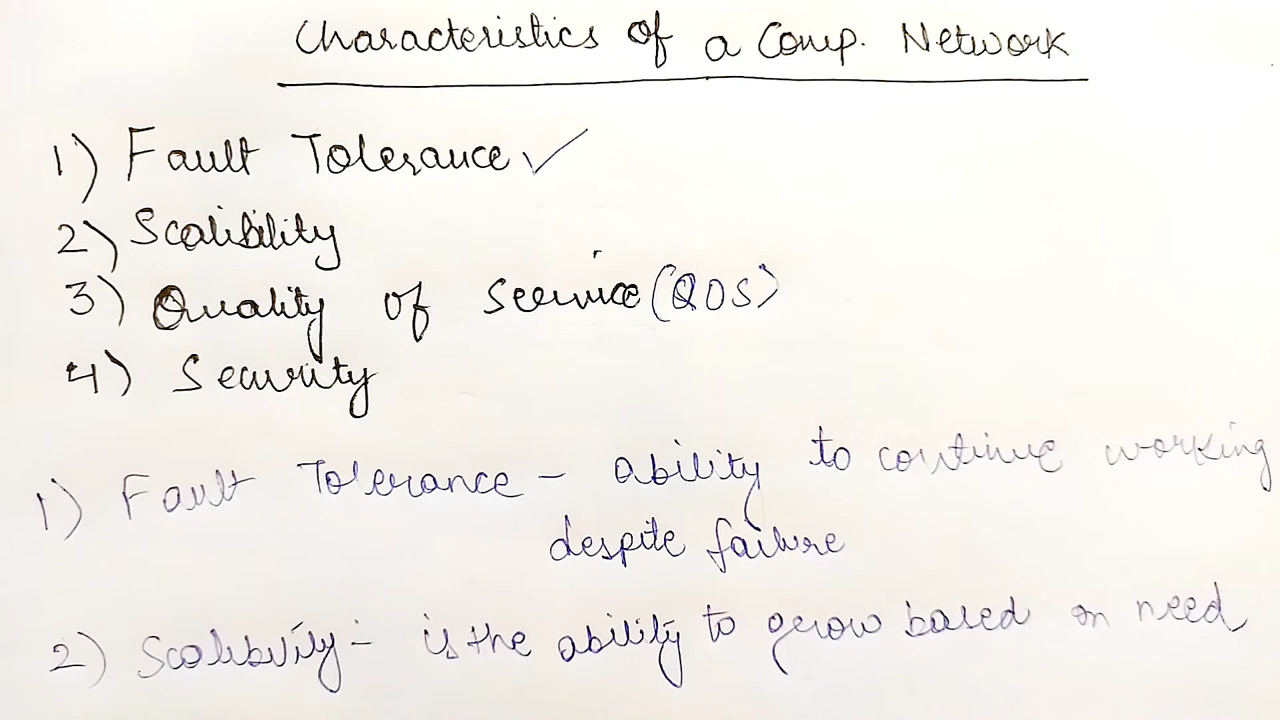 Characteristics of a Comp. Network
1) Fault Tolerance ✓
2) Scalibility
3) Quality of service (QOS)
4) Security
1) Fault Tolerance - ability to continue working
despite failure
2) Scalibility :- is the ability to grow based on need